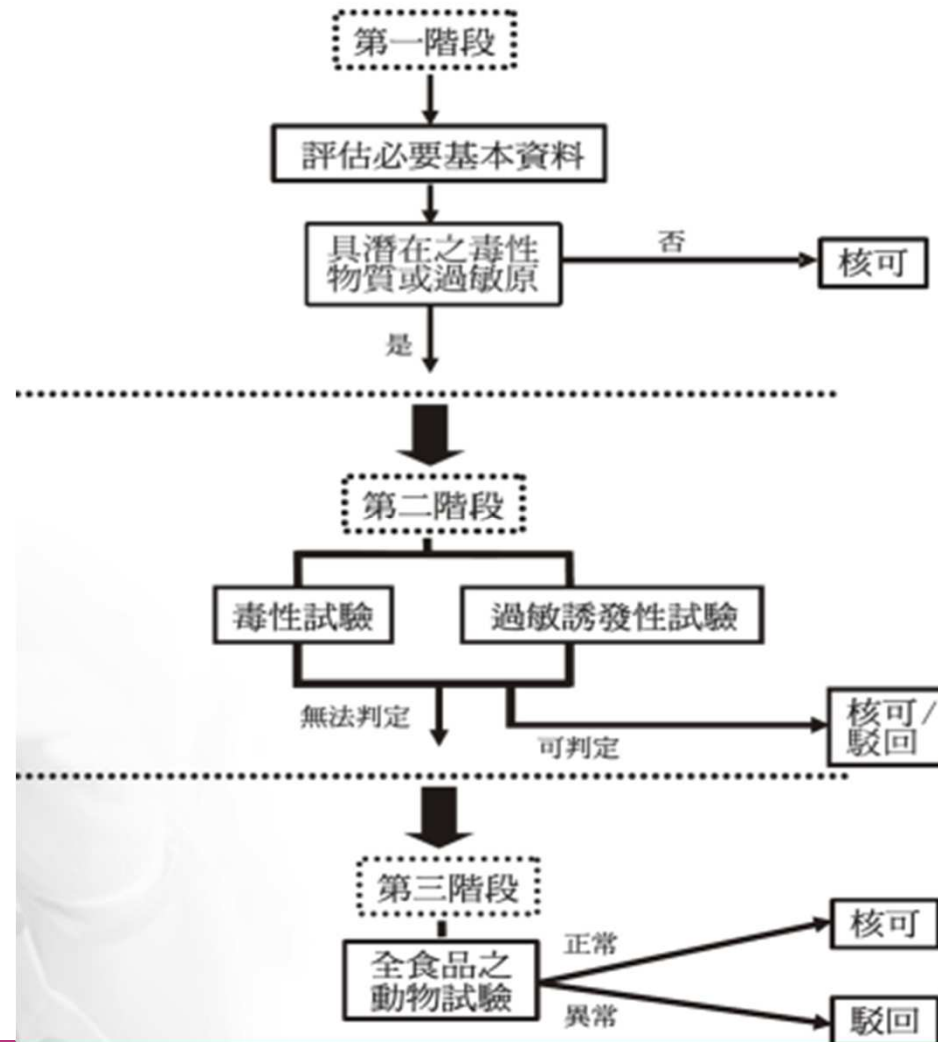 第一階段
評估必要基本資料
具潛在之毒性
物質或過敏原
否
核可
是
第二階段
毒性試驗
過敏誘發性試驗
無法判定
可判定
核可/
駁回
第三階段
全食品之
動物試驗
正常
核可
異常
駁回